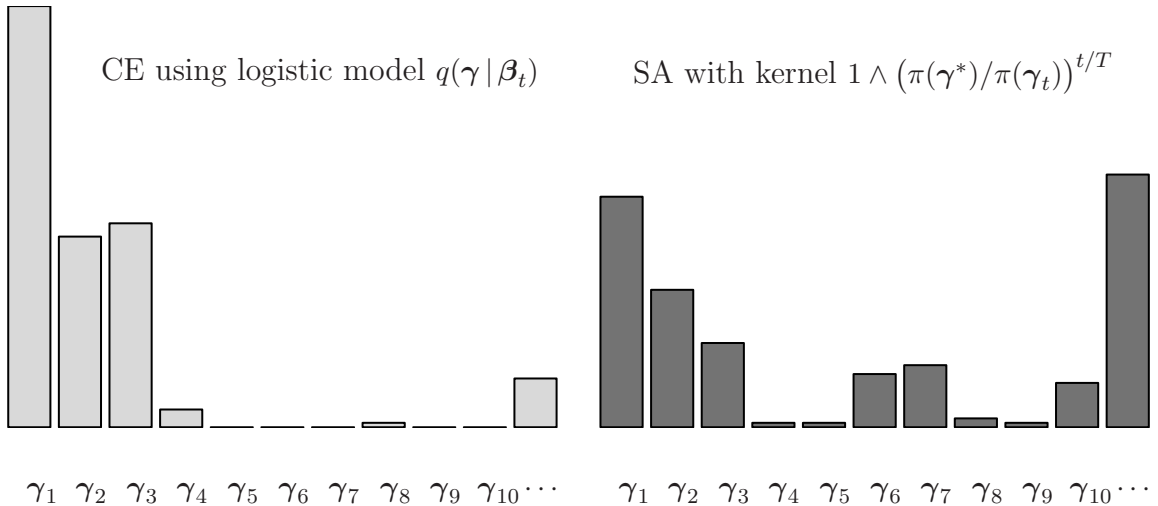 CE using logistic model q(γ | β_t)
SA with kernel 1 ∧ (π(γ*)/π(γ_t))^{t/T}
γ₁ γ₂ γ₃ γ₄ γ₅ γ₆ γ₇ γ₈ γ₉ γ₁₀ ⋯
γ₁ γ₂ γ₃ γ₄ γ₅ γ₆ γ₇ γ₈ γ₉ γ₁₀ ⋯